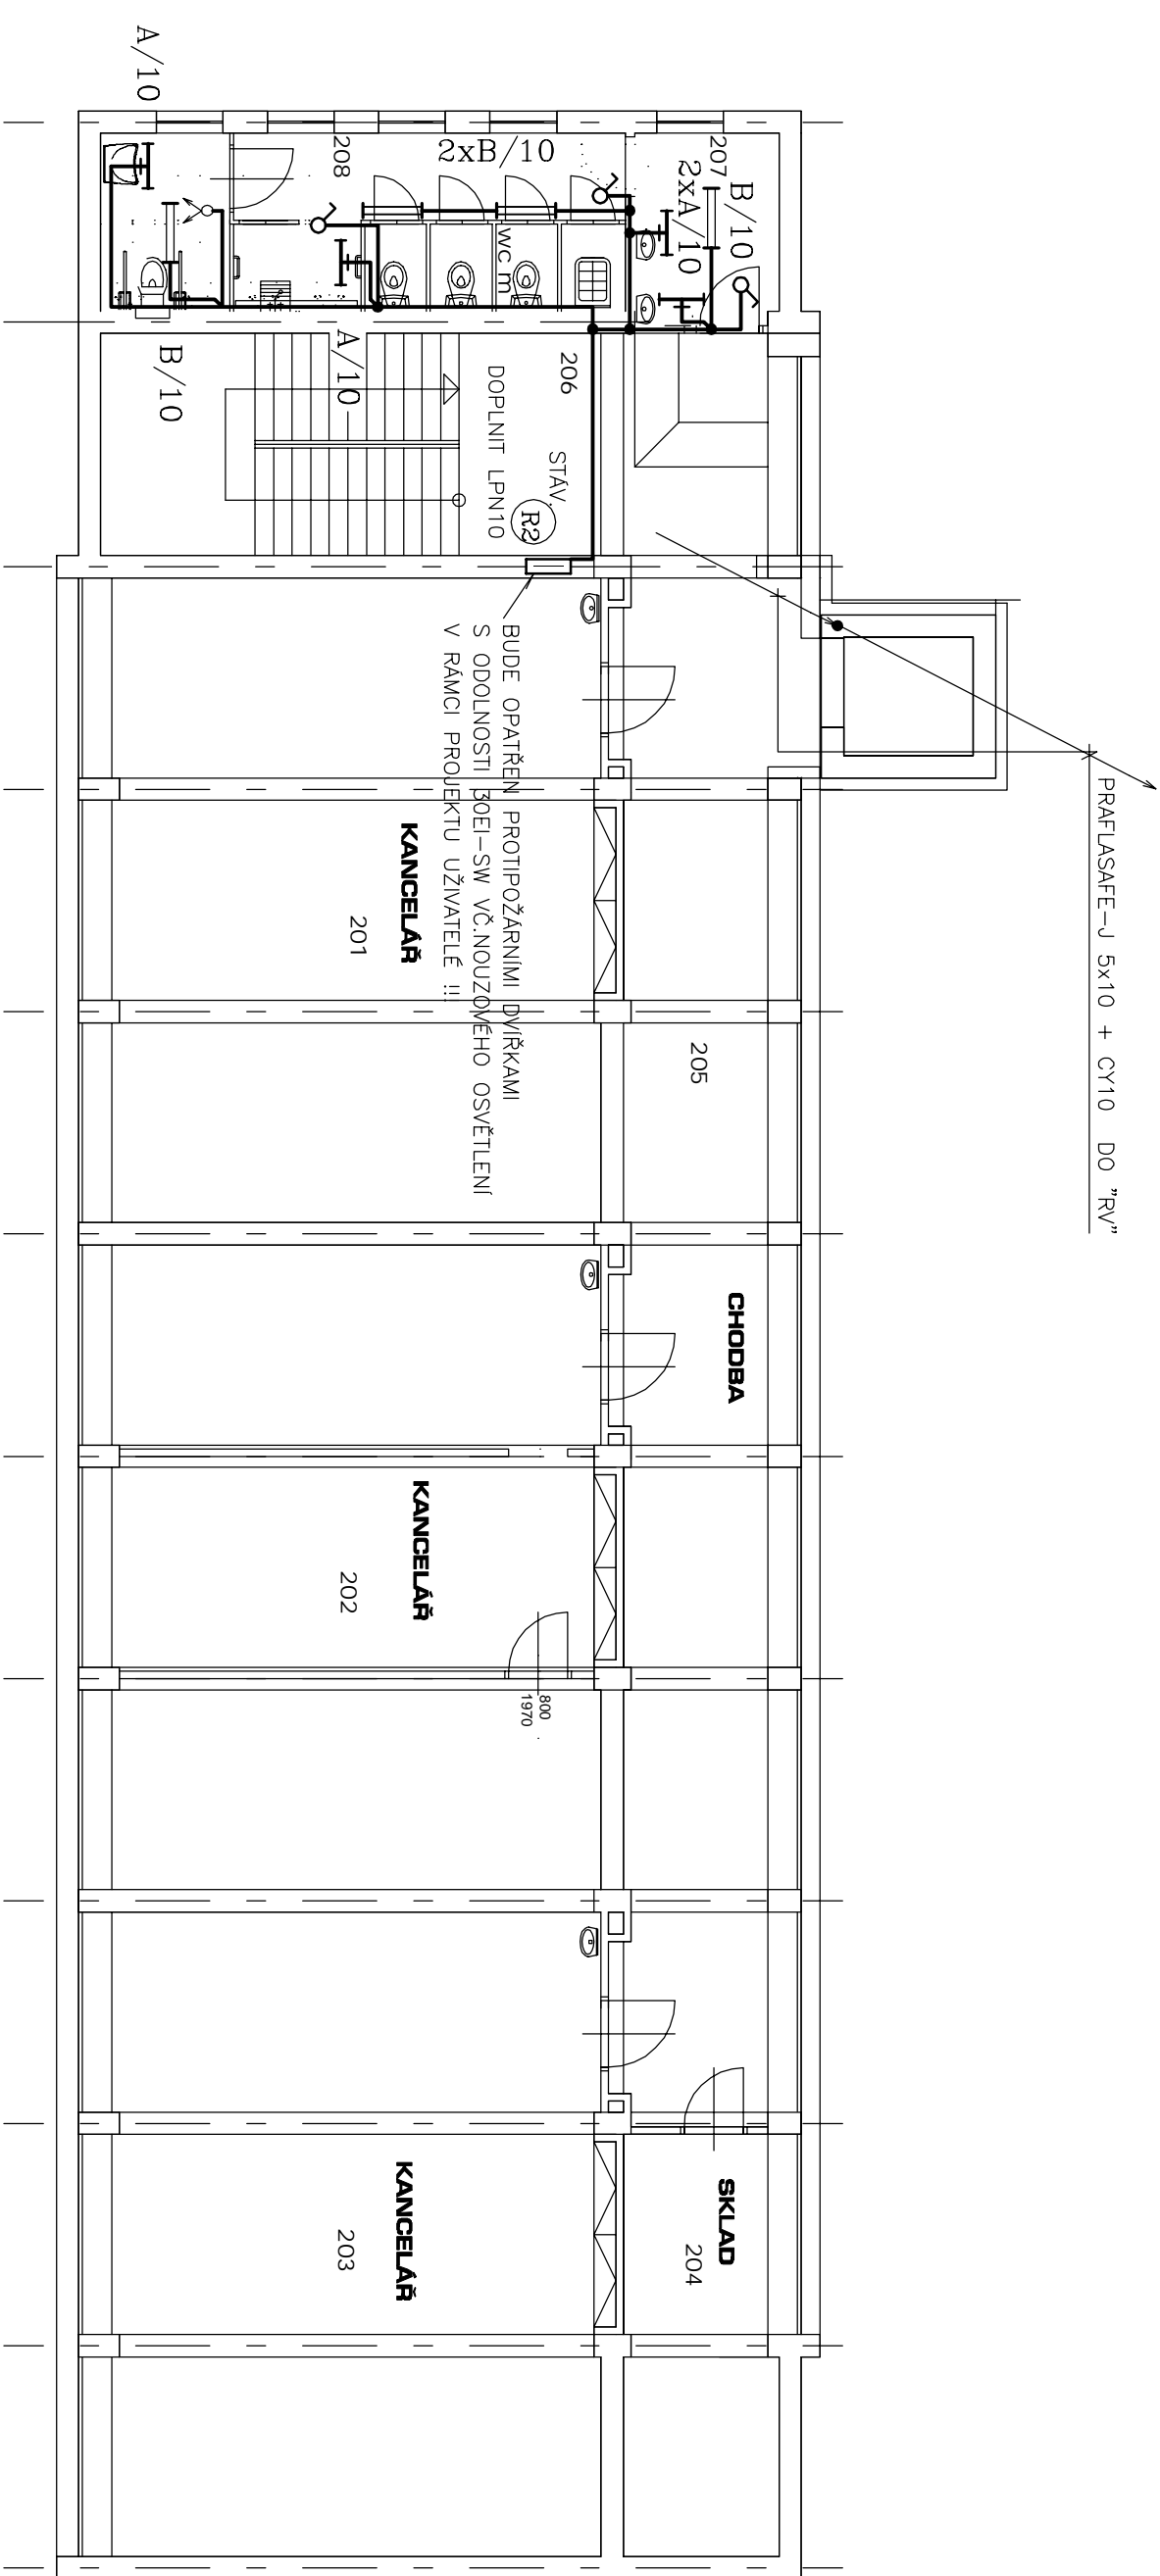 PRAFLASAFE-J 5x10 + CY10 DO "RV"
A/10
208
2xB/10
207
2xA/10
B/10
WC m
B/10
A/10
206
DOPLNIT LPN10
STÁV.
R2
BUDE OPATŘEN PROTIPOŽÁRNÍMI DVÍŘKAMI
S ODOLNOSTI 30EI-SW VČ.NOUZOVÉHO OSVĚTLENÍ
V RÁMCI PROJEKTU UŽIVATELÉ !!!
KANCELÁŘ
201
205
CHODBA
KANCELÁŘ
202
800
1970
SKLAD
204
KANCELÁŘ
203